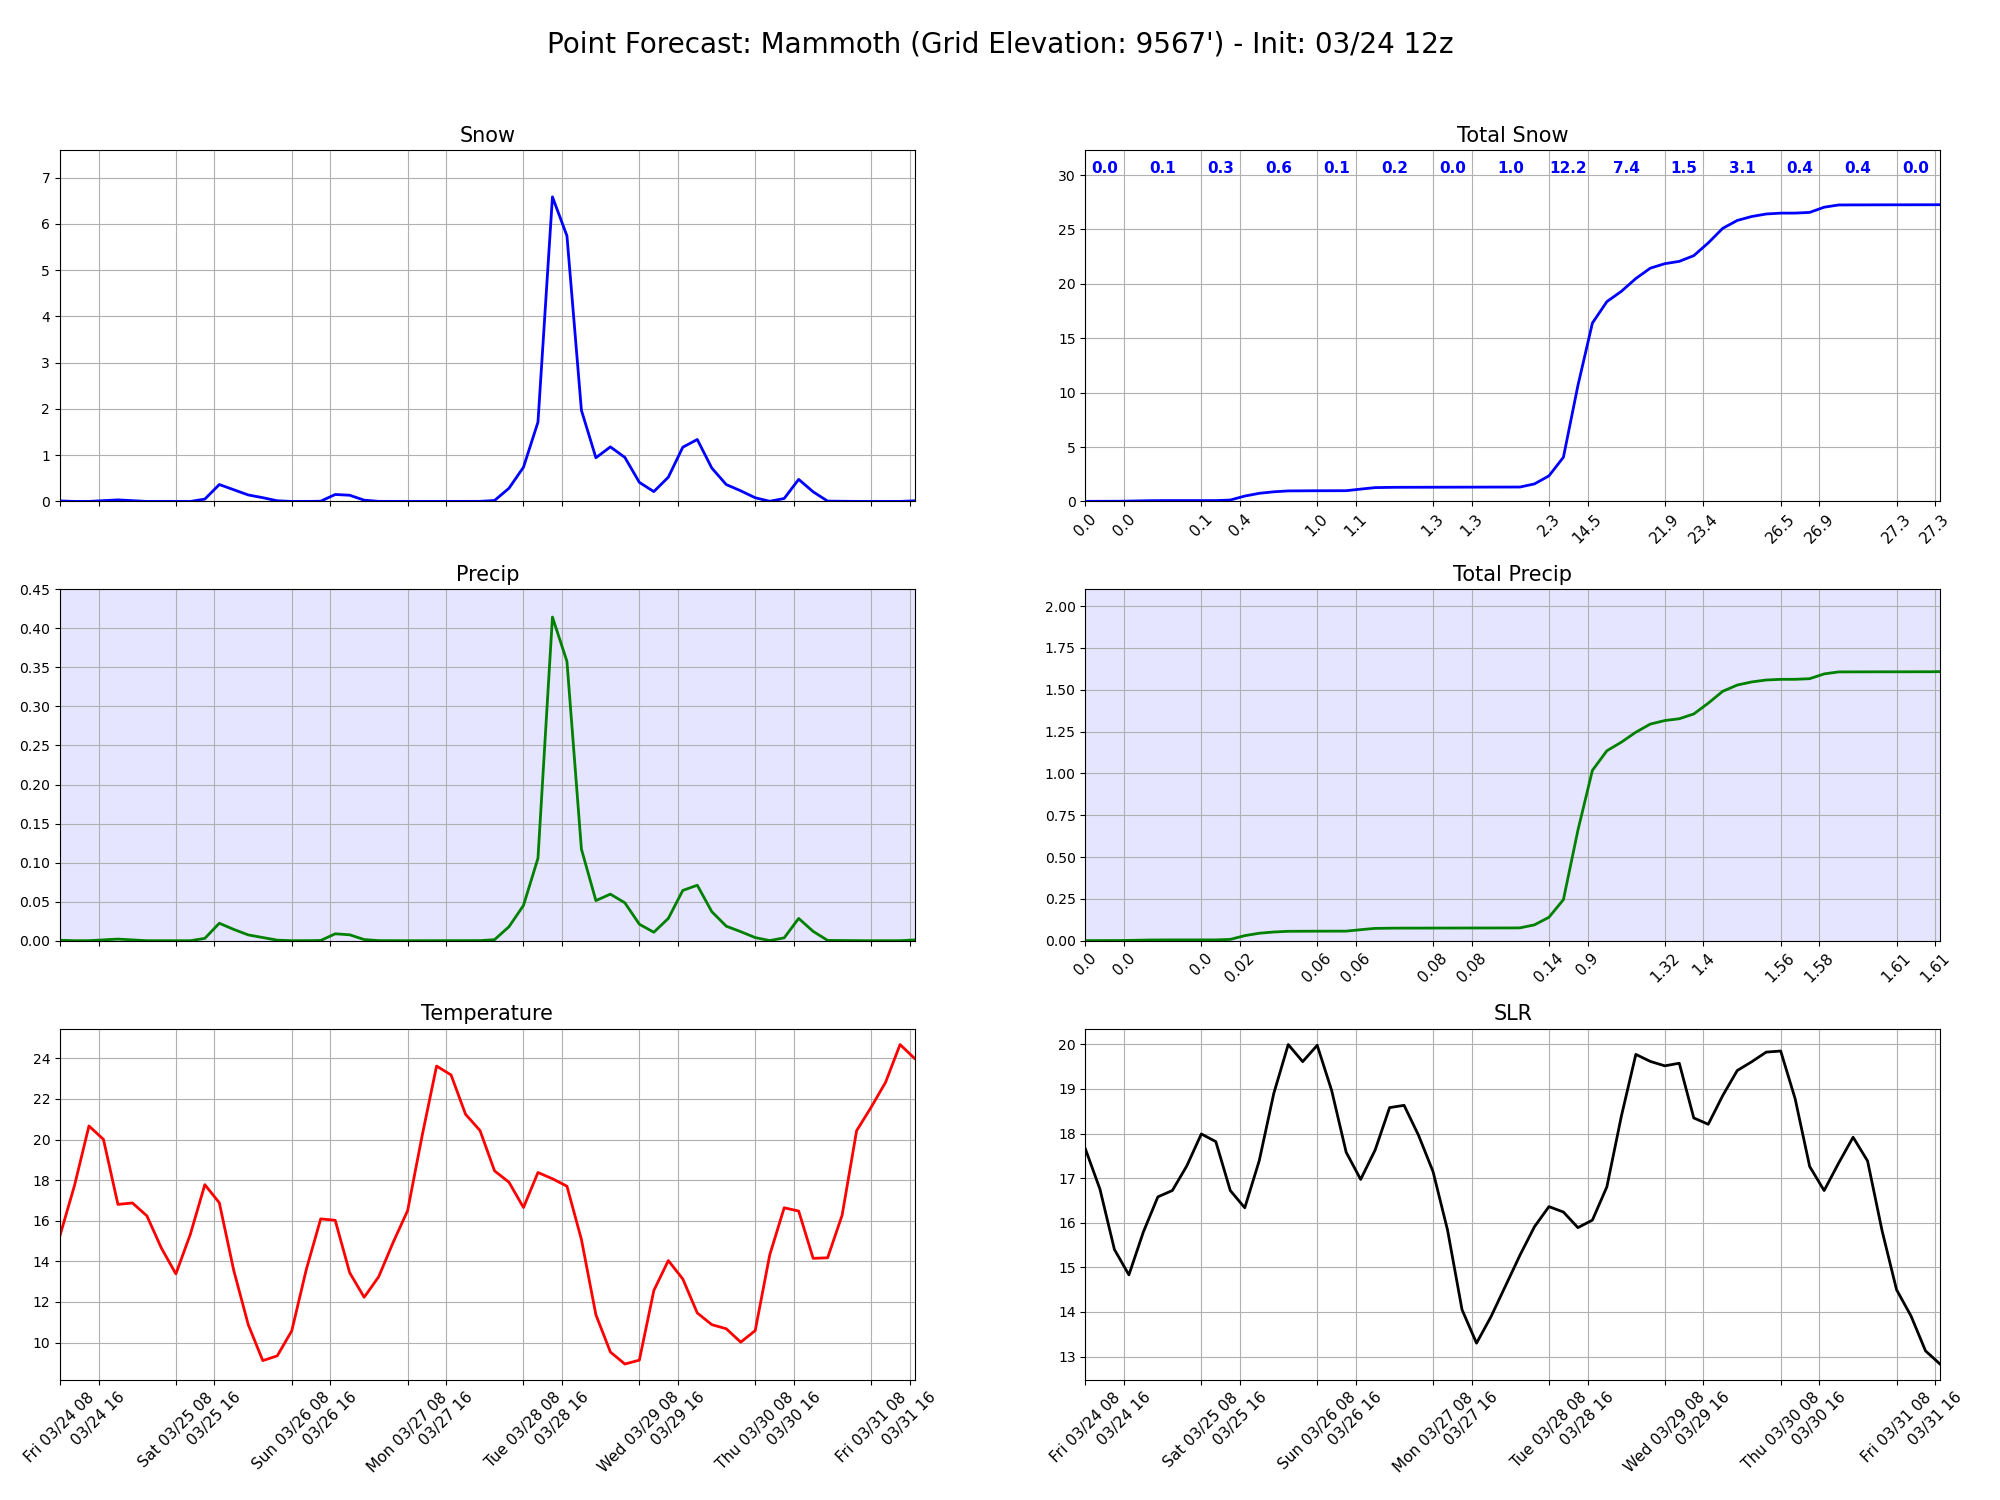 Point Forecast: Mammoth (Grid Elevation: 9567') - Init: 03/24 12z
Snow
7
6
5
4
3
2
1
0
Total Snow
0.0 0.1 0.3 0.6 0.1 0.2 0.0 1.0 12.2 7.4 1.5 3.1 0.4 0.4 0.0
30
25
20
15
10
5
0
0.0 0.0 0.1 0.4 1.0 1.1 1.3 1.3 2.3 14.5 21.9 23.4 26.5 26.9 27.3 27.3
Precip
0.45
0.40
0.35
0.30
0.25
0.20
0.15
0.10
0.05
0.00
Total Precip
2.00
1.75
1.50
1.25
1.00
0.75
0.50
0.25
0.00
0.0 0.0 0.0 0.02 0.06 0.06 0.08 0.08 0.14 0.9 1.32 1.4 1.56 1.58 1.61 1.61
Temperature
24
22
20
18
16
14
12
10
Fri 03/24 08
03/24 16
Sat 03/25 08
03/25 16
Sun 03/26 08
03/26 16
Mon 03/27 08
03/27 16
Tue 03/28 08
03/28 16
Wed 03/29 08
03/29 16
Thu 03/30 08
03/30 16
Fri 03/31 08
03/31 16
SLR
20
19
18
17
16
15
14
13
Fri 03/24 08
03/24 16
Sat 03/25 08
03/25 16
Sun 03/26 08
03/26 16
Mon 03/27 08
03/27 16
Tue 03/28 08
03/28 16
Wed 03/29 08
03/29 16
Thu 03/30 08
03/30 16
Fri 03/31 08
03/31 16